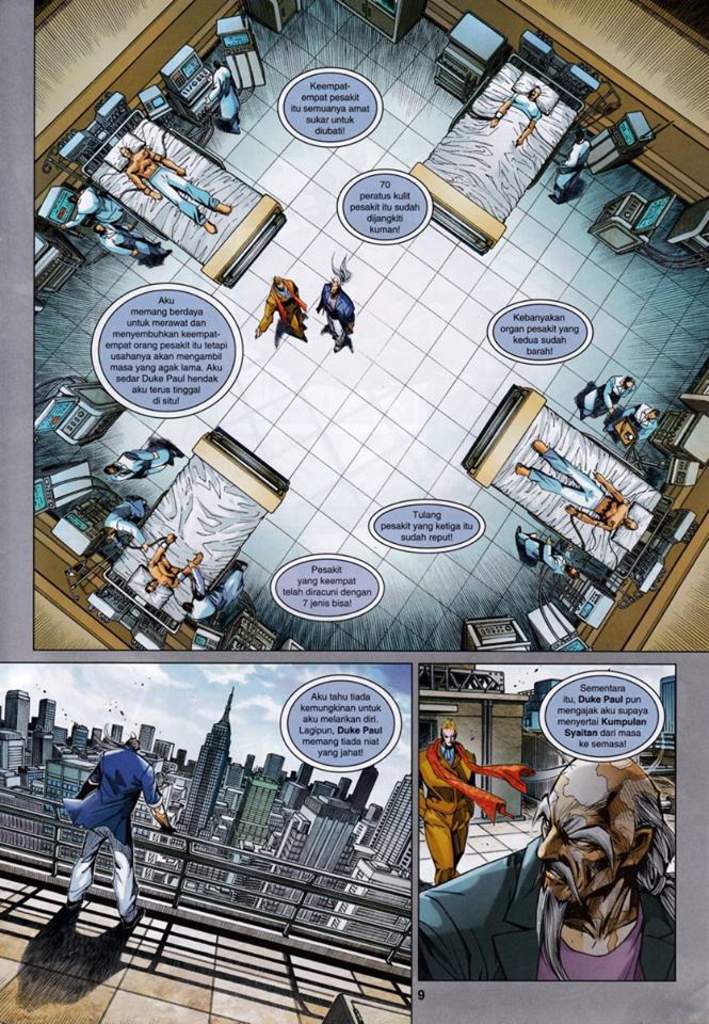 Keempat-
empat pesakit
itu semuanya amat
sukar untuk
diubati!
70
peratus kulit
pesakit itu sudah
dijangkiti
kuman!
Aku
memang berdaya
untuk merawat dan
menyembuhkan keempat-
empat orang pesakit itu tetapi
usahanya akan mengambil
masa yang agak lama. Aku
sedar Duke Paul hendak
aku terus tinggal
di situ!
Kebanyakan
organ pesakit yang
kedua sudah
barah!
Tulang
pesakit yang ketiga itu
sudah reput!
Pesakit
yang keempat
telah diracuni dengan
7 jenis bisa!
Aku tahu tiada
kemungkinan untuk
aku melarikan diri.
Lagipun, Duke Paul
memang tiada niat
yang jahat!
Sementara
itu, Duke Paul pun
mengajak aku supaya
menyertai Kumpulan
Syaitan dari masa
ke semasa!
9